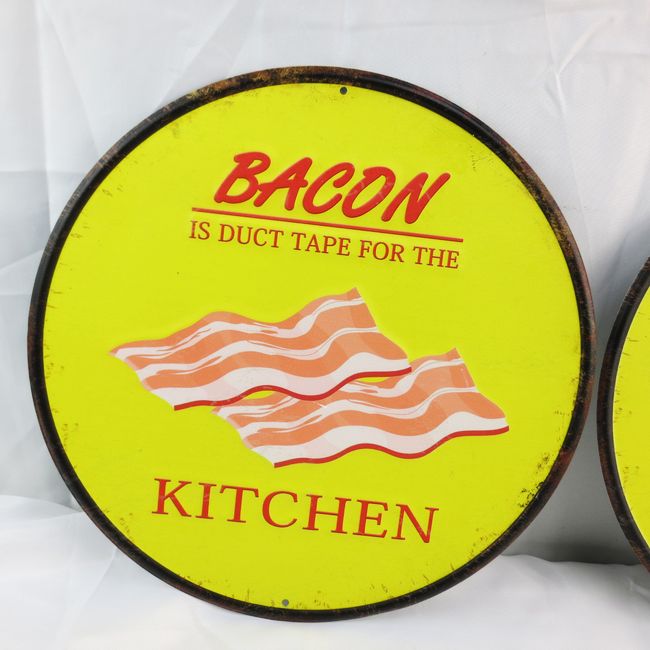 BACON
IS DUCT TAPE FOR THE
KITCHEN